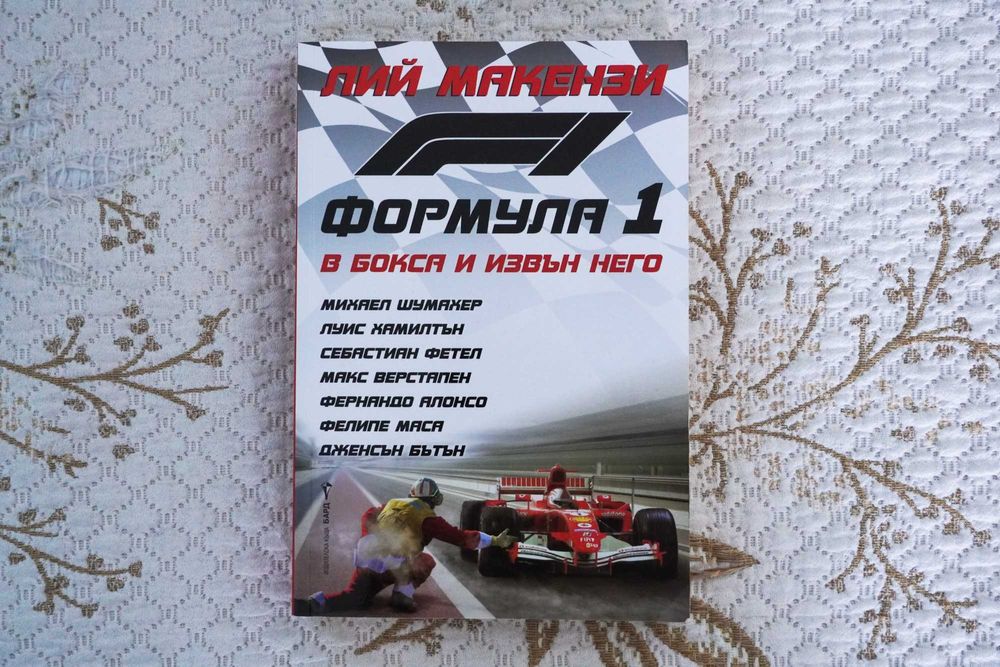 ЛИЙ МАКЕНЗИ
F1
ФОРМУЛА 1
В БОКСА И ИЗВЪН НЕГО
МИХАЕЛ ШУМАХЕР
ЛУИС ХАМИЛТЪН
СЕБАСТИАН ФЕТЕЛ
МАКС ВЕРСТАПЕН
ФЕРНАНДО АЛОНСО
ФЕЛИПЕ МАСА
ДЖЕНСЪН БЪТЪН
БАРД